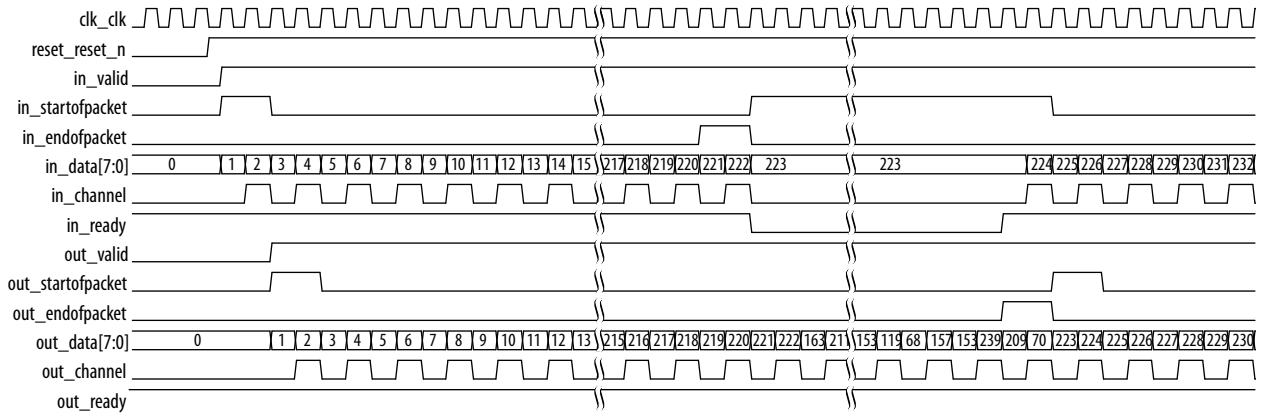 clk_clk
reset_reset_n
in_valid
in_startofpacket
in_endofpacket
in_data[7:0] 0 1 2 3 4 5 6 7 8 9 10 11 12 13 14 15 217 218 219 220 221 222 223 223 224 225 226 227 228 229 230 231 232
in_channel
in_ready
out_valid
out_startofpacket
out_endofpacket
out_data[7:0] 0 1 2 3 4 5 6 7 8 9 10 11 12 13 215 216 217 218 219 220 221 222 163 211 153 119 68 157 153 239 209 70 223 224 225 226 227 228 229 230
out_channel
out_ready